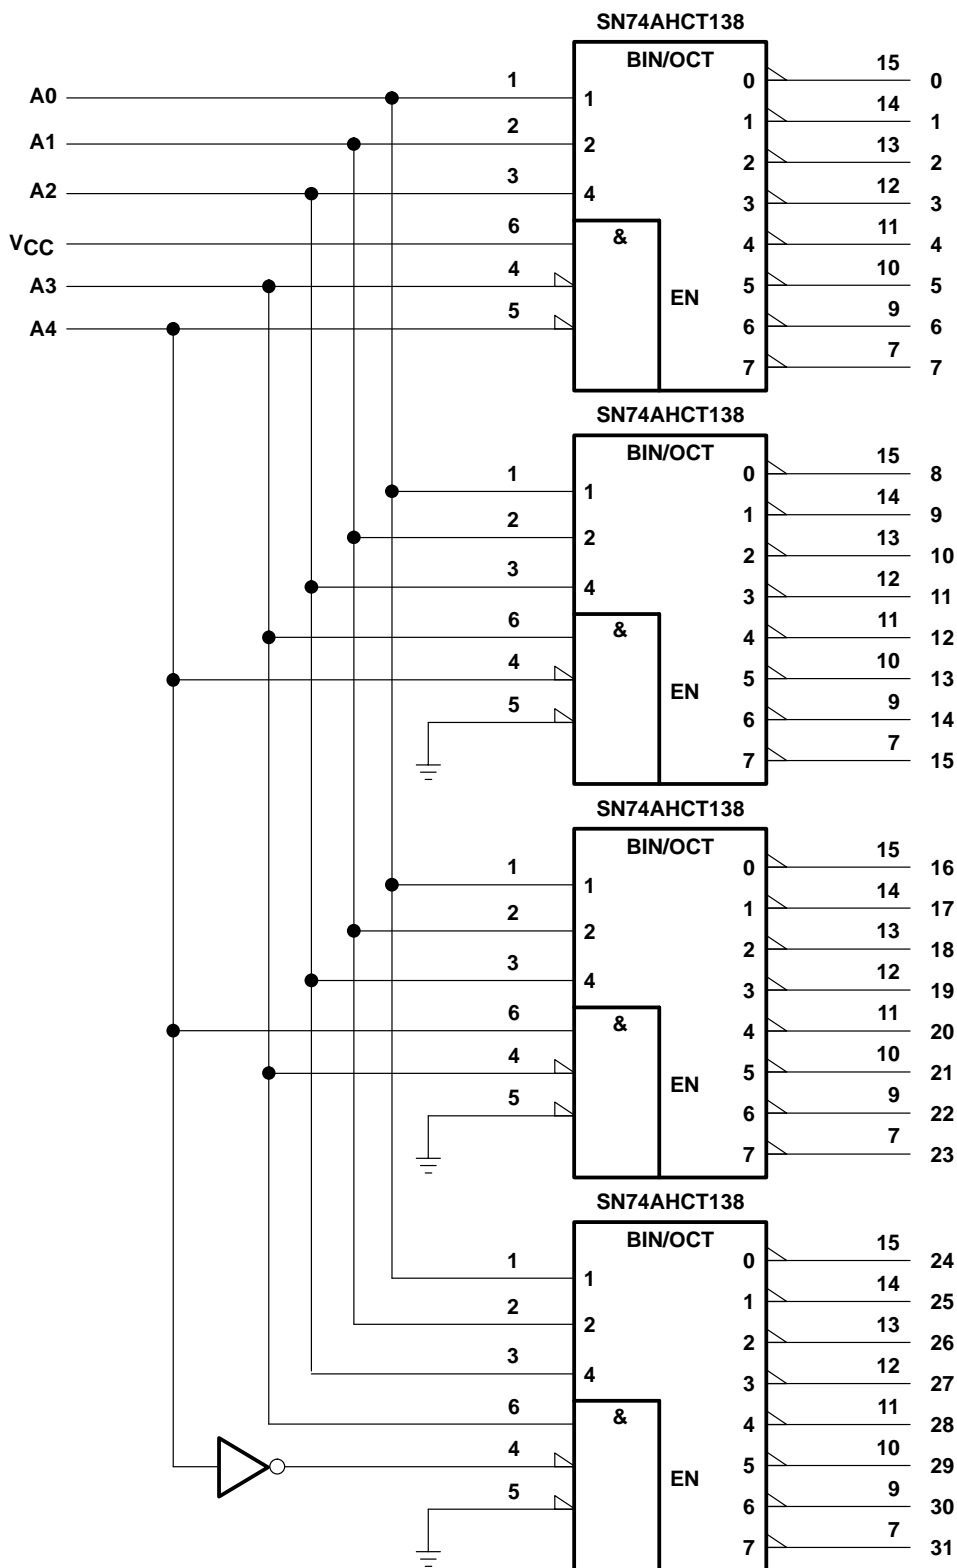 SN74AHCT138
BIN/OCT
A0 1 1 0 15 0
1 14 1
A1 2 2 2 13 2
A2 3 4 3 12 3
VCC 6 & 4 11 4
A3 4 EN 5 10 5
A4 5 6 9 6
7 7 7
SN74AHCT138
BIN/OCT
1 1 0 15 8
1 14 9
2 2 2 13 10
3 4 3 12 11
6 & 4 11 12
4 EN 5 10 13
5 6 9 14
7 7 15
SN74AHCT138
BIN/OCT
1 1 0 15 16
1 14 17
2 2 2 13 18
3 4 3 12 19
6 & 4 11 20
4 EN 5 10 21
5 6 9 22
7 7 23
SN74AHCT138
BIN/OCT
1 1 0 15 24
1 14 25
2 2 2 13 26
3 4 3 12 27
6 & 4 11 28
4 EN 5 10 29
5 6 9 30
7 7 31